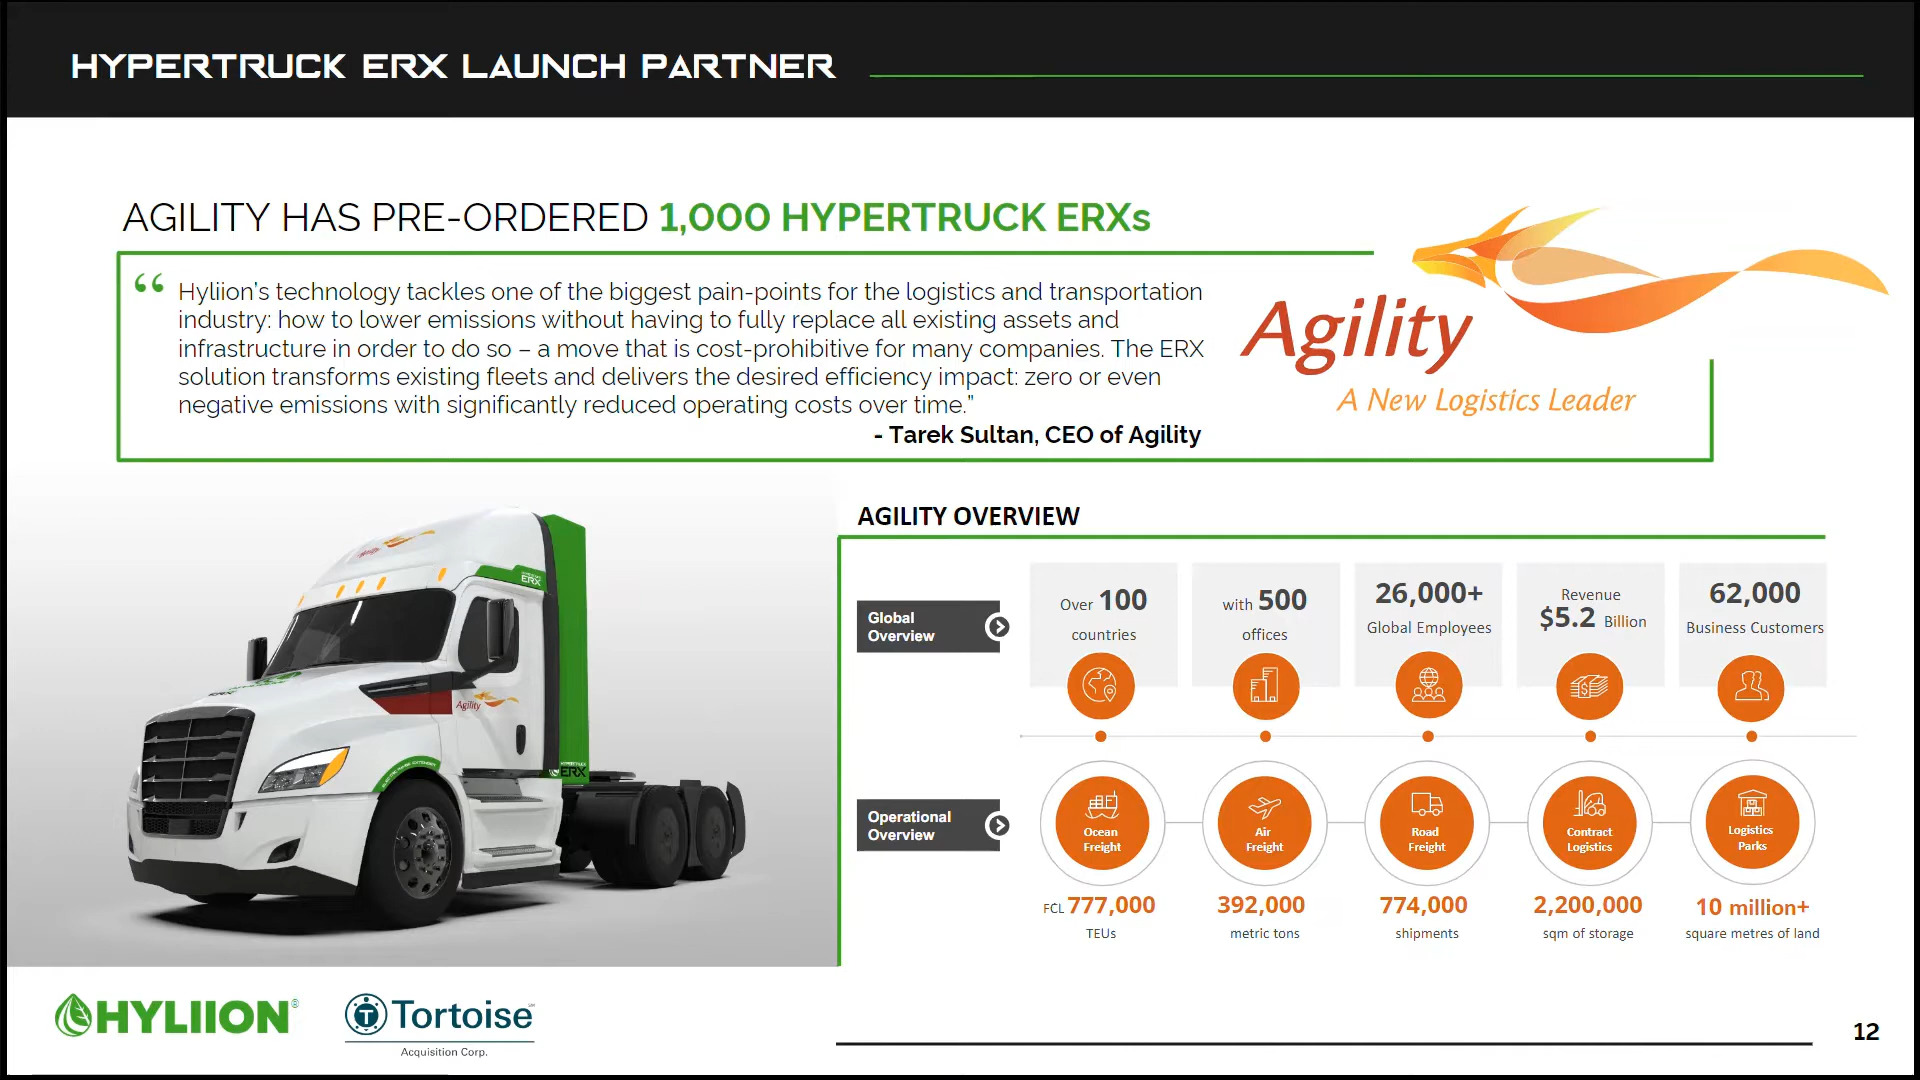 HYPERTRUCK ERX LAUNCH PARTNER
AGILITY HAS PRE-ORDERED 1,000 HYPERTRUCK ERXs
“ Hyliion’s technology tackles one of the biggest pain-points for the logistics and transportation
industry: how to lower emissions without having to fully replace all existing assets and
infrastructure in order to do so – a move that is cost-prohibitive for many companies. The ERX
solution transforms existing fleets and delivers the desired efficiency impact: zero or even
negative emissions with significantly reduced operating costs over time.”
- Tarek Sultan, CEO of Agility
Agility
A New Logistics Leader
Agility
ERX
Agility
ERX
AGILITY OVERVIEW
Global
Overview
Over 100
countries
with 500
offices
26,000+
Global Employees
Revenue
$5.2 Billion
62,000
Business Customers
Operational
Overview
Ocean
Freight
Air
Freight
Road
Freight
Contract
Logistics
Logistics
Parks
FCL 777,000
TEUs
392,000
metric tons
774,000
shipments
2,200,000
sqm of storage
10 million+
square metres of land
HYLIION®
Tortoise℠
Acquisition Corp.
12